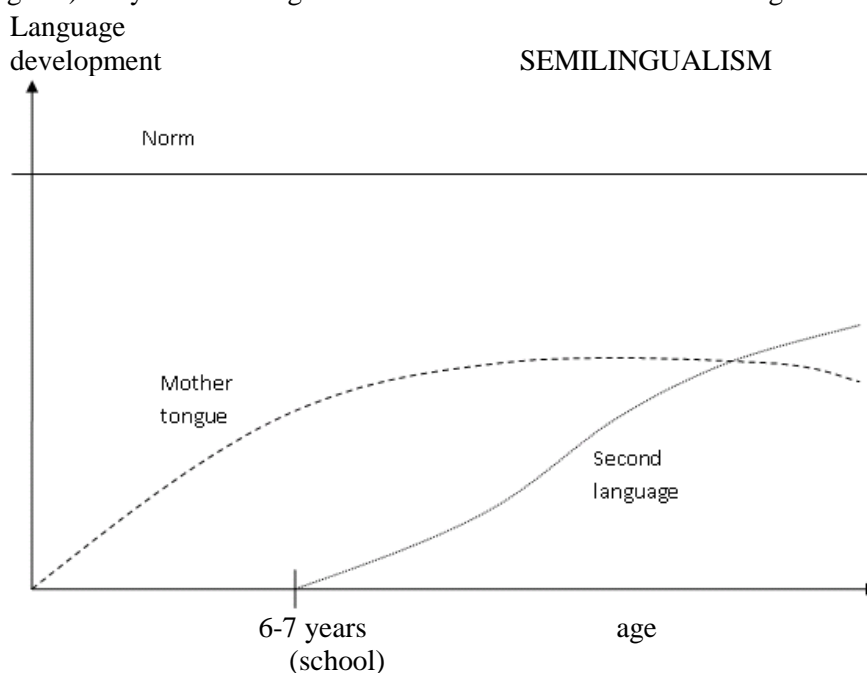 Language
development
SEMILINGUALISM
Norm
Mother
tongue
Second
language
6-7 years
(school)
age